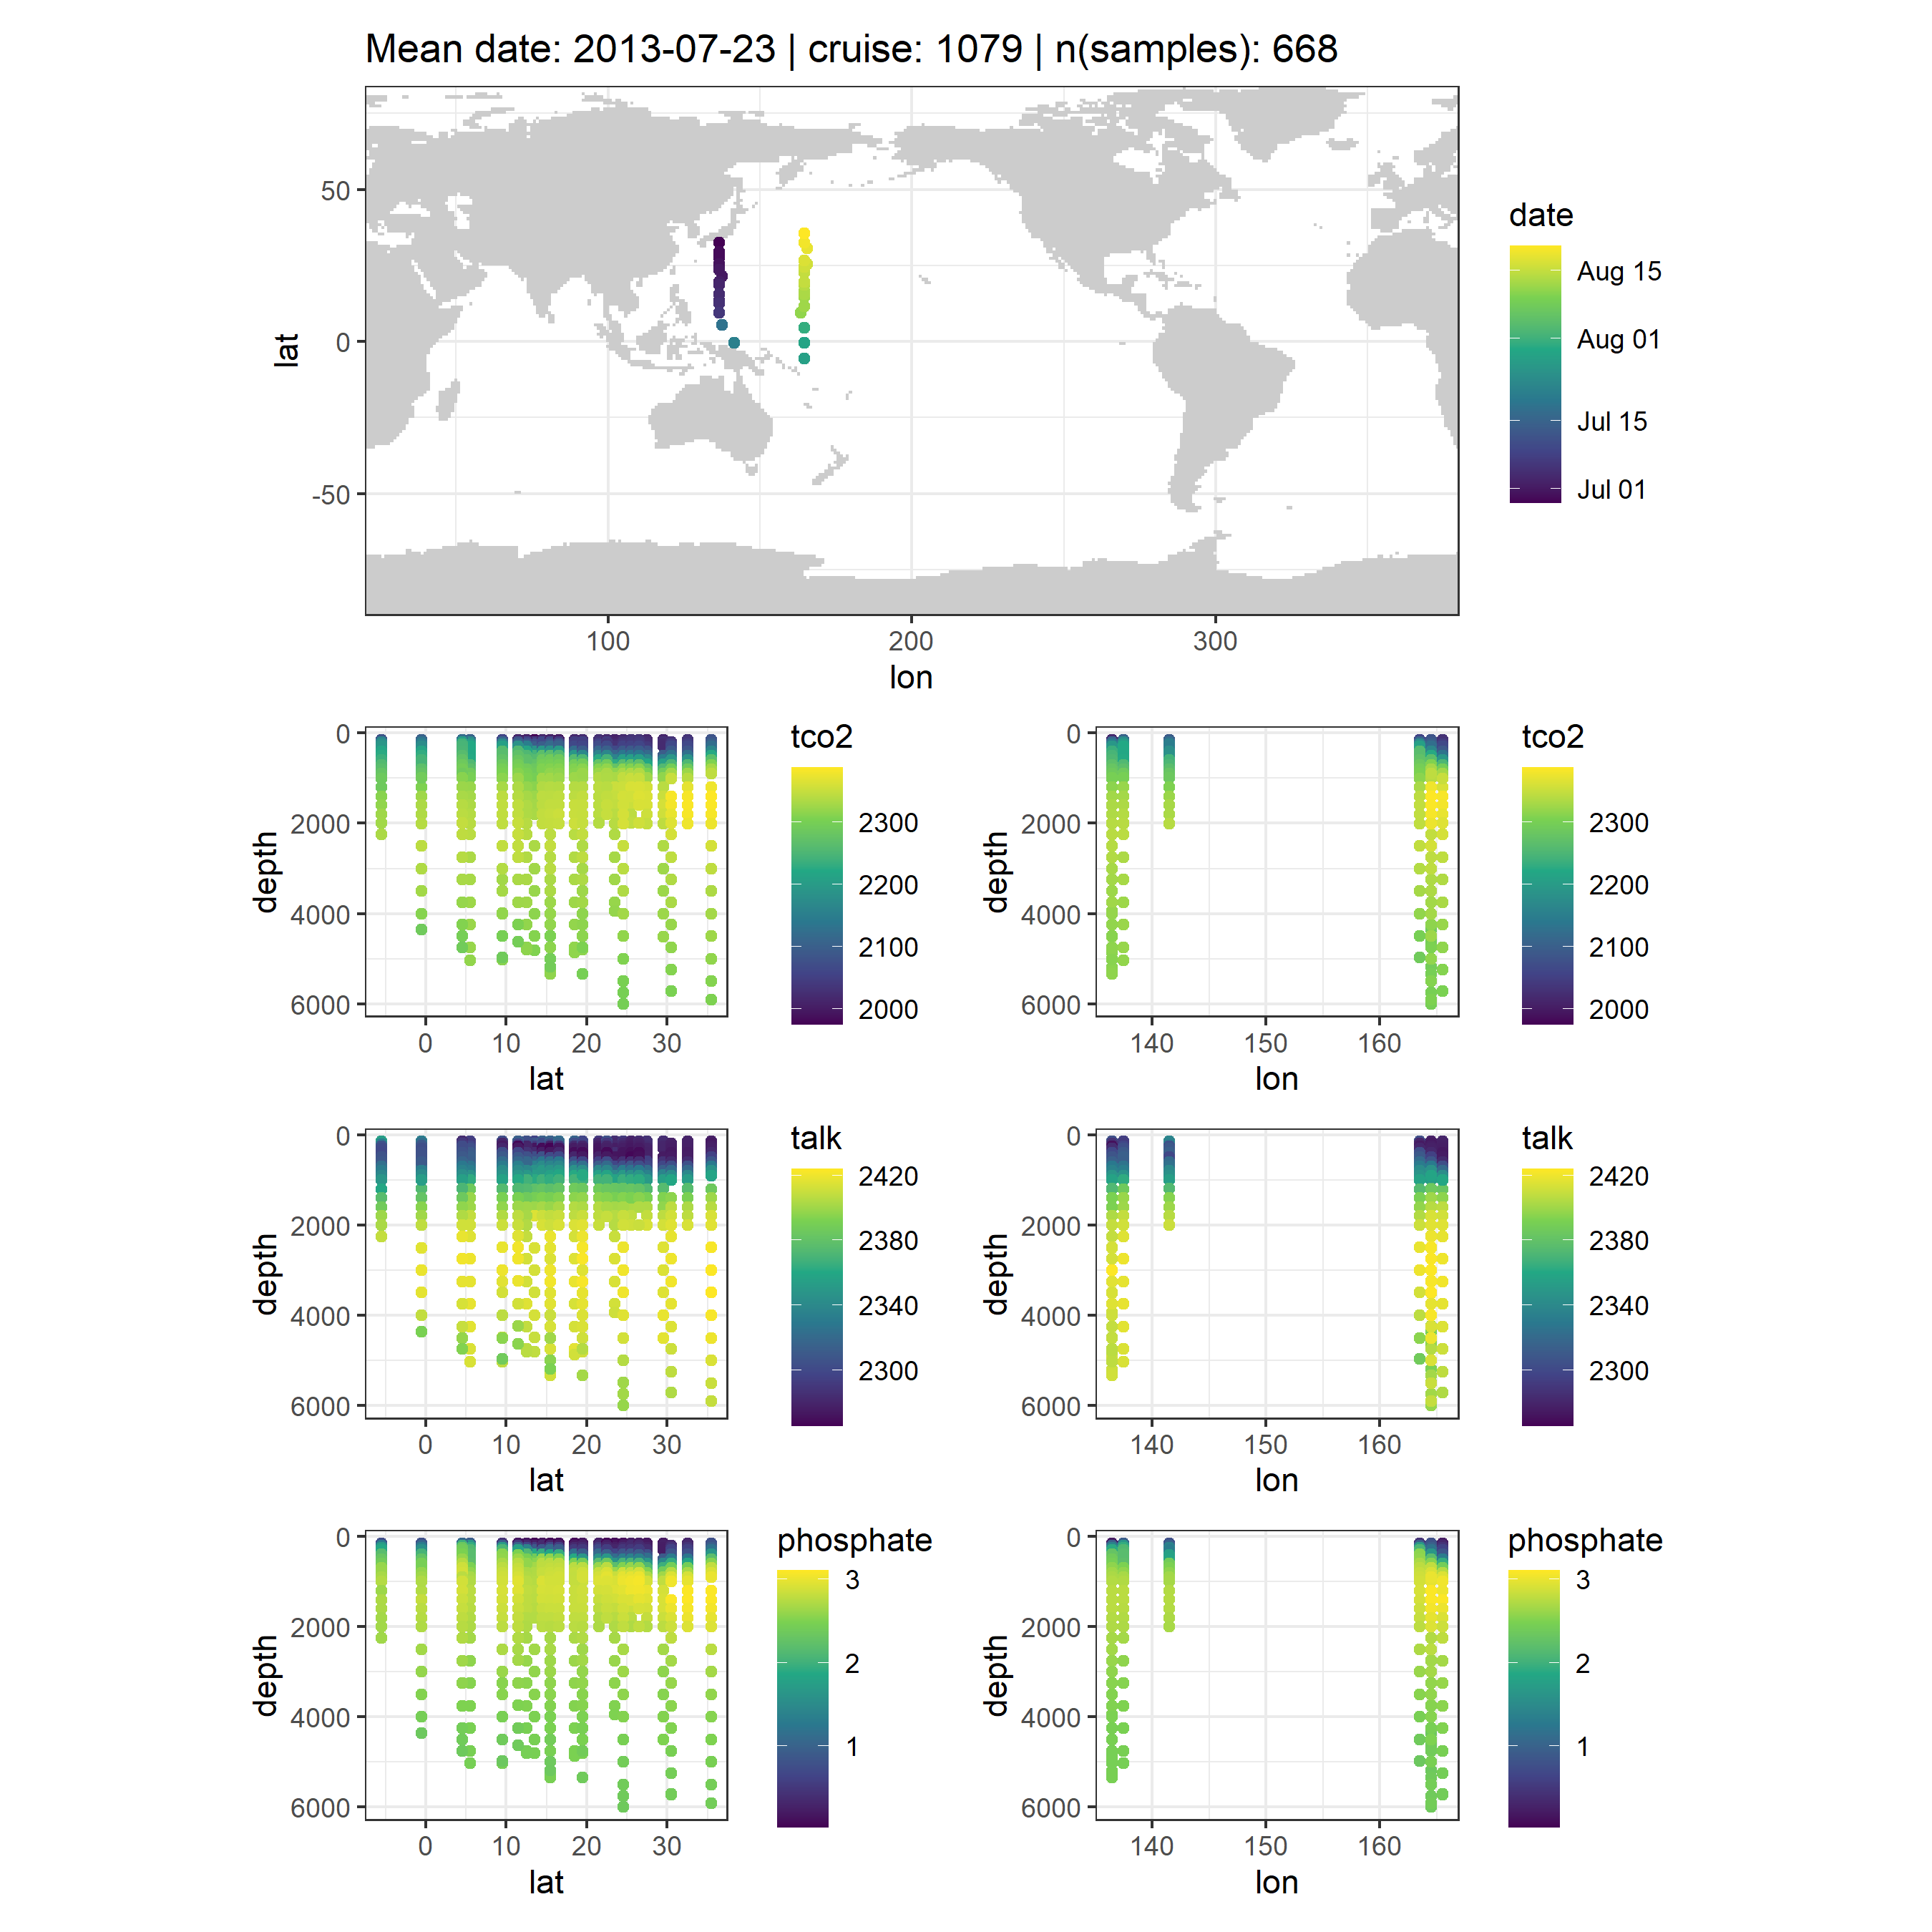 Mean date: 2013-07-23 | cruise: 1079 | n(samples): 668
50
0
-50
lat
100
200
300
lon
date
Aug 15
Aug 01
Jul 15
Jul 01
0
2000
4000
6000
depth
0
10
20
30
lat
tco2
2300
2200
2100
2000
0
2000
4000
6000
depth
140
150
160
lon
tco2
2300
2200
2100
2000
0
2000
4000
6000
depth
0
10
20
30
lat
talk
2420
2380
2340
2300
0
2000
4000
6000
depth
140
150
160
lon
talk
2420
2380
2340
2300
0
2000
4000
6000
depth
0
10
20
30
lat
phosphate
3
2
1
0
2000
4000
6000
depth
140
150
160
lon
phosphate
3
2
1